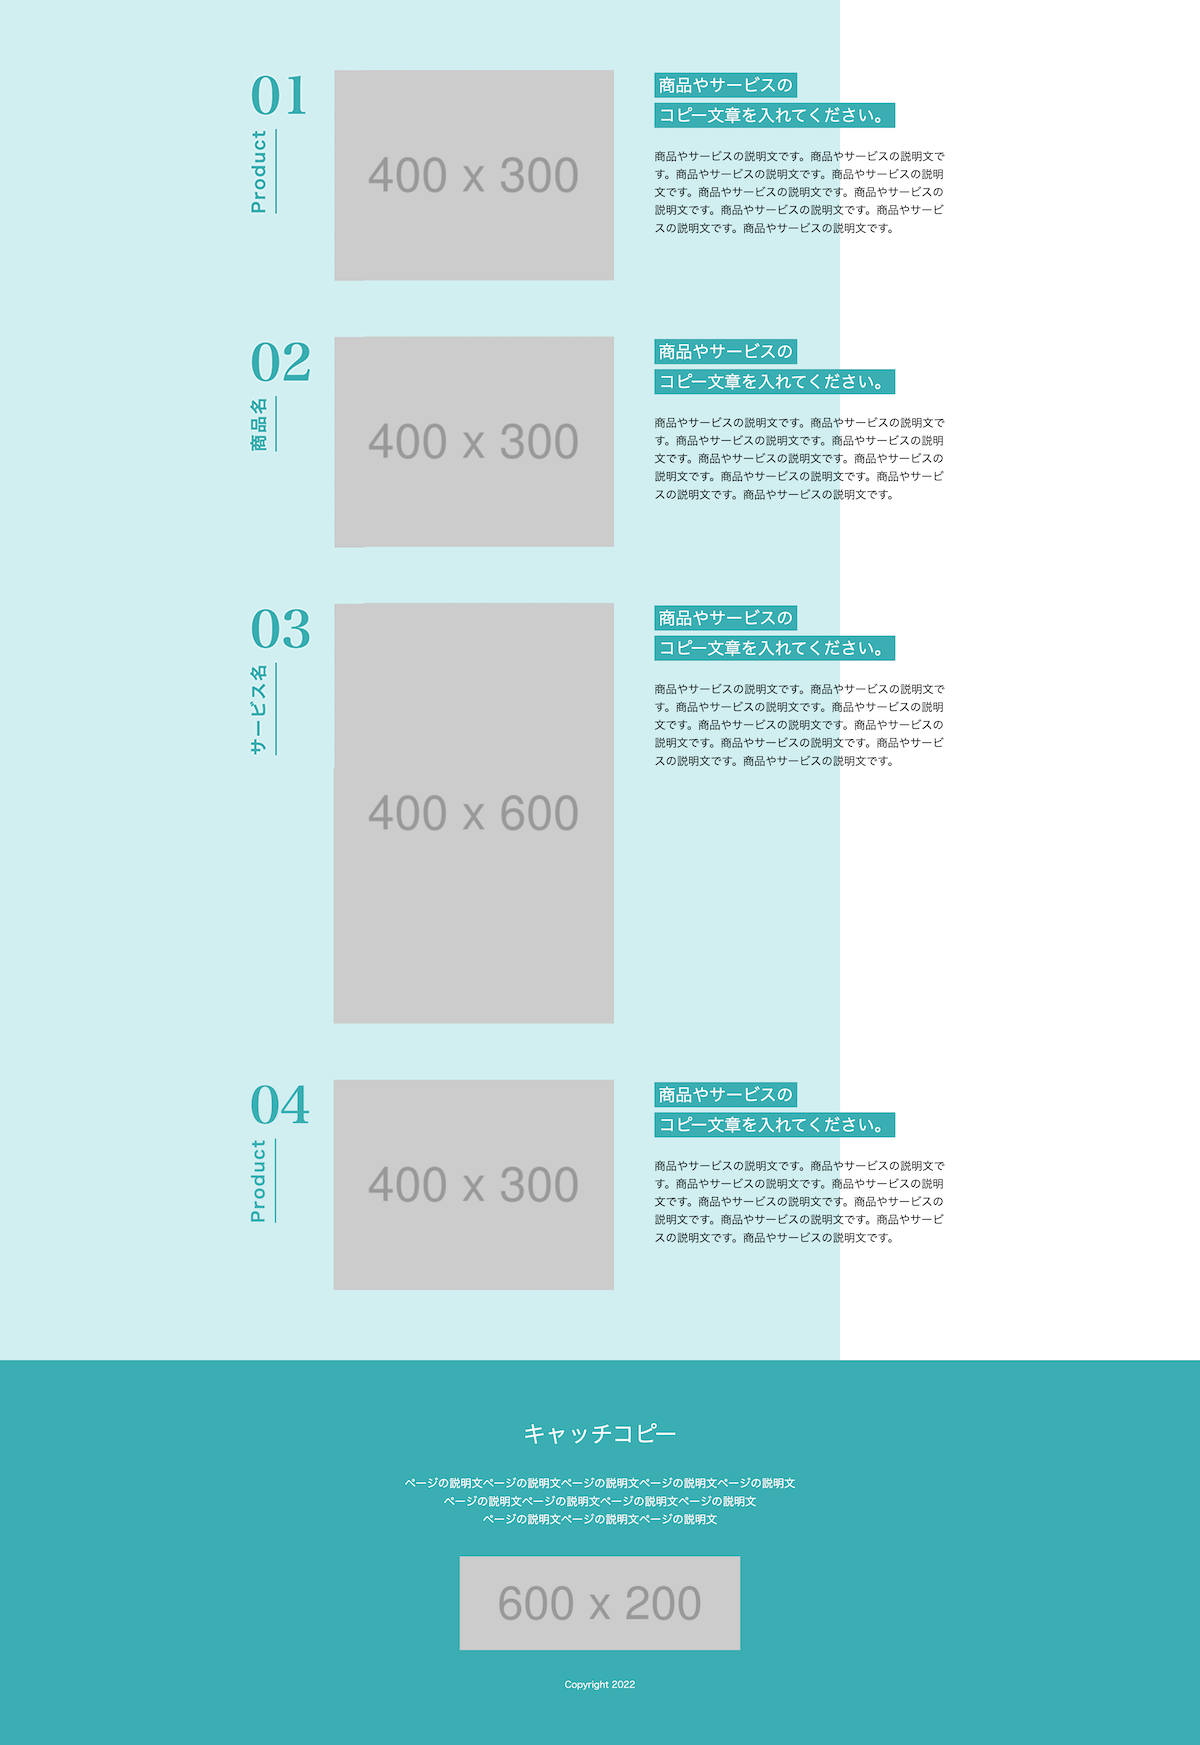 01
Product
400 x 300
商品やサービスの
コピー文章を入れてください。
商品やサービスの説明文です。商品やサービスの説明文で
す。商品やサービスの説明文です。商品やサービスの説明
文です。商品やサービスの説明文です。商品やサービスの
説明文です。商品やサービスの説明文です。商品やサービ
スの説明文です。商品やサービスの説明文です。
02
商品名
400 x 300
商品やサービスの
コピー文章を入れてください。
商品やサービスの説明文です。商品やサービスの説明文で
す。商品やサービスの説明文です。商品やサービスの説明
文です。商品やサービスの説明文です。商品やサービスの
説明文です。商品やサービスの説明文です。商品やサービ
スの説明文です。商品やサービスの説明文です。
03
サービス名
400 x 600
商品やサービスの
コピー文章を入れてください。
商品やサービスの説明文です。商品やサービスの説明文で
す。商品やサービスの説明文です。商品やサービスの説明
文です。商品やサービスの説明文です。商品やサービスの
説明文です。商品やサービスの説明文です。商品やサービ
スの説明文です。商品やサービスの説明文です。
04
Product
400 x 300
商品やサービスの
コピー文章を入れてください。
商品やサービスの説明文です。商品やサービスの説明文で
す。商品やサービスの説明文です。商品やサービスの説明
文です。商品やサービスの説明文です。商品やサービスの
説明文です。商品やサービスの説明文です。商品やサービ
スの説明文です。商品やサービスの説明文です。
キャッチコピー
ページの説明文ページの説明文ページの説明文ページの説明文ページの説明文
ページの説明文ページの説明文ページの説明文ページの説明文
ページの説明文ページの説明文ページの説明文
600 x 200
Copyright 2022